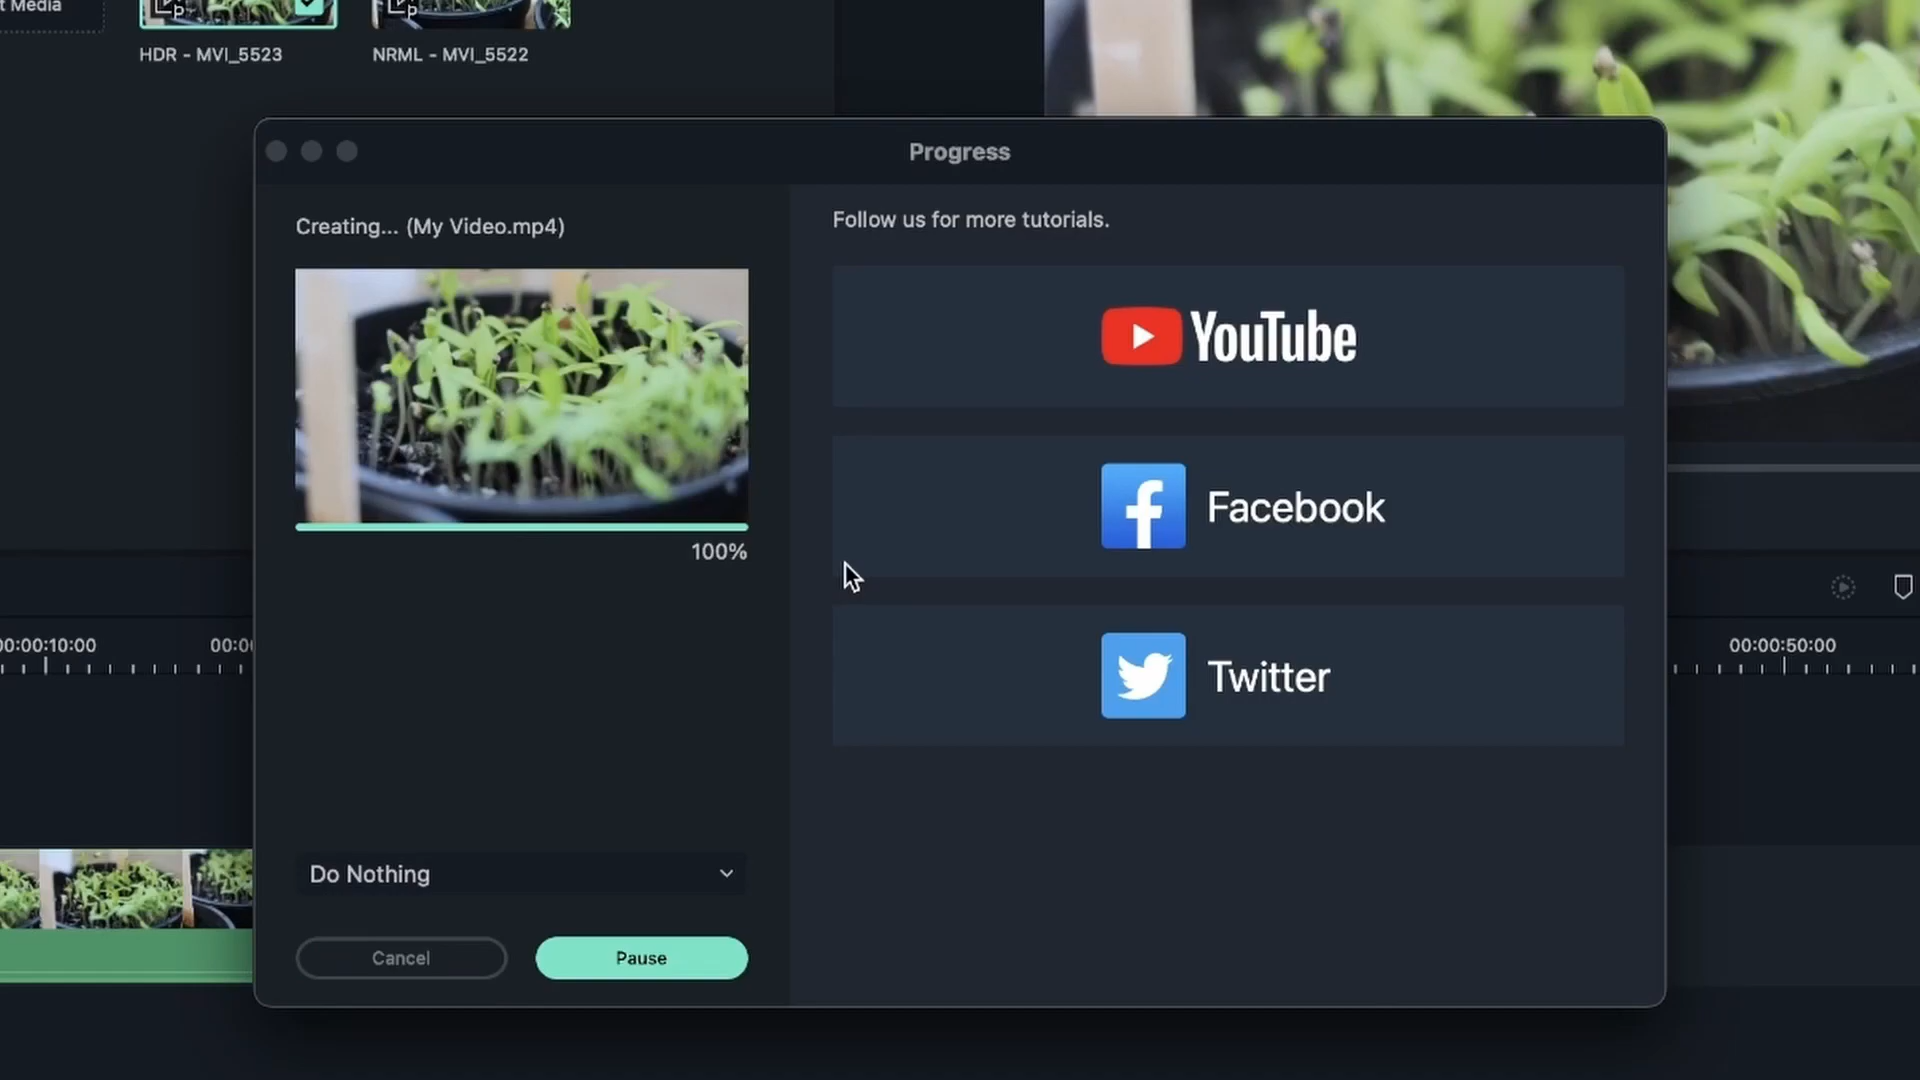 Media
HDR - MVI_5523
NRML - MVI_5522
Progress
Creating... (My Video.mp4)
Follow us for more tutorials.
YouTube
100%
Facebook
Twitter
00:00:10:00
00:00:50:00
Do Nothing
Cancel
Pause